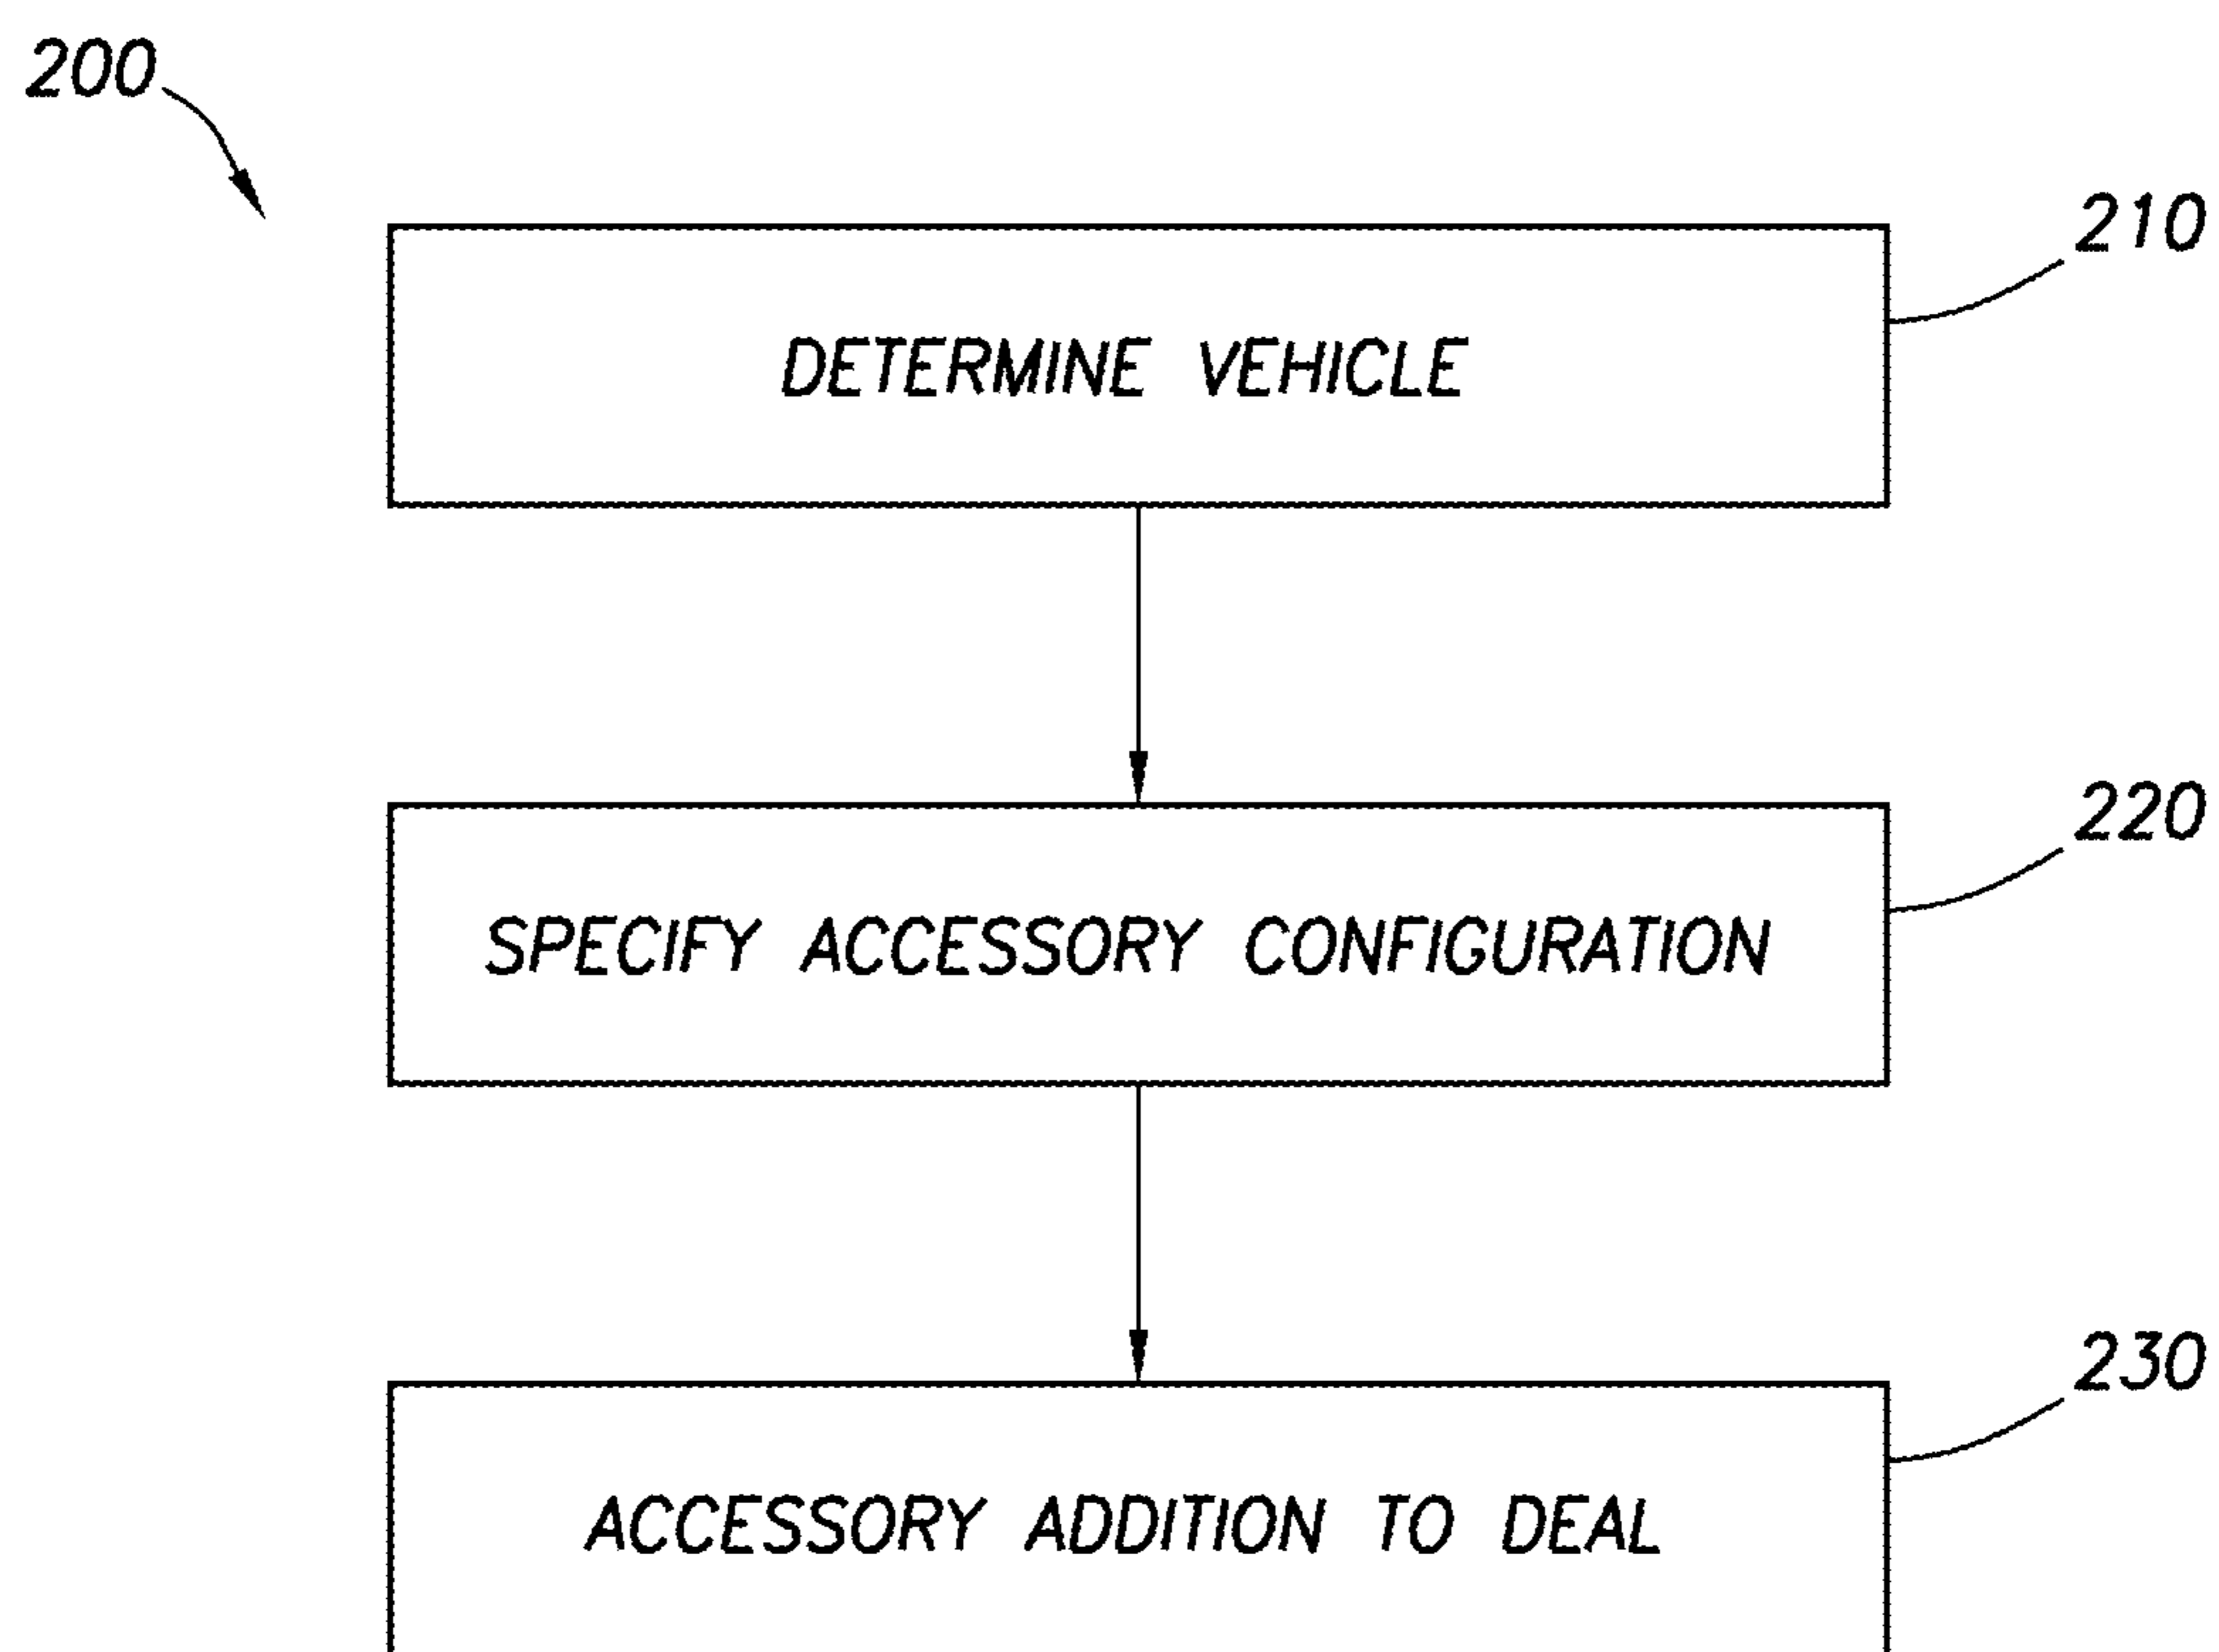 200
210
DETERMINE VEHICLE
220
SPECIFY ACCESSORY CONFIGURATION
230
ACCESSORY ADDITION TO DEAL